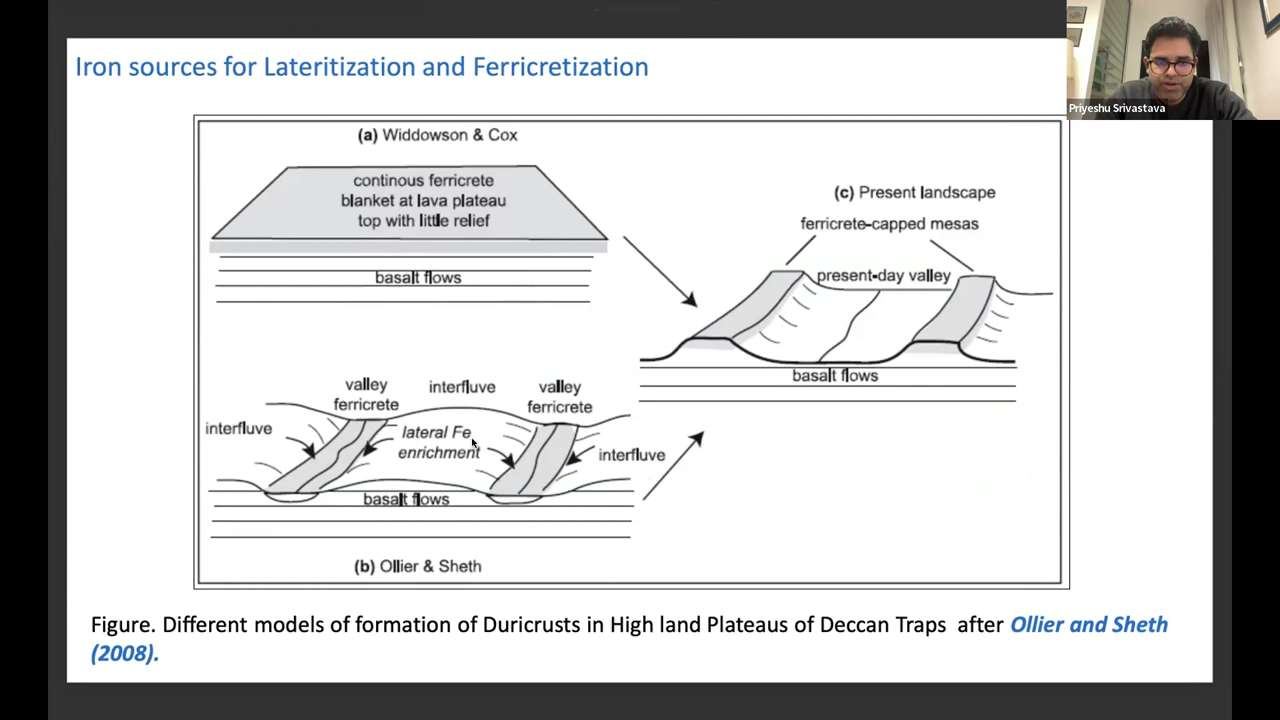 Iron sources for Lateritization and Ferricretization
Priyeshu Srivastava
(a) Widdowson & Cox
continous ferricrete
blanket at lava plateau
top with little relief
basalt flows
(c) Present landscape
ferricrete-capped mesas
present-day valley
basalt flows
valley
ferricrete
interfluve
valley
ferricrete
interfluve
lateral Fe
enrichment
interfluve
basalt flows
(b) Ollier & Sheth
Figure. Different models of formation of Duricrusts in High land Plateaus of Deccan Traps after Ollier and Sheth
(2008).